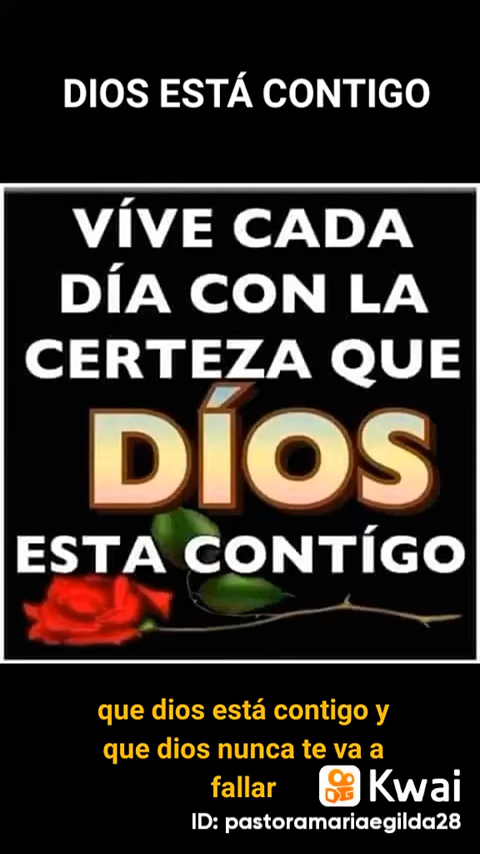 DIOS ESTÁ CONTIGO
VÍVE CADA
DÍA CON LA
CERTEZA QUE
DÍOS
ESTA CONTÍGO
que dios está contigo y
que dios nunca te va a
fallar
Kwai
ID: pastoramariaegilda28